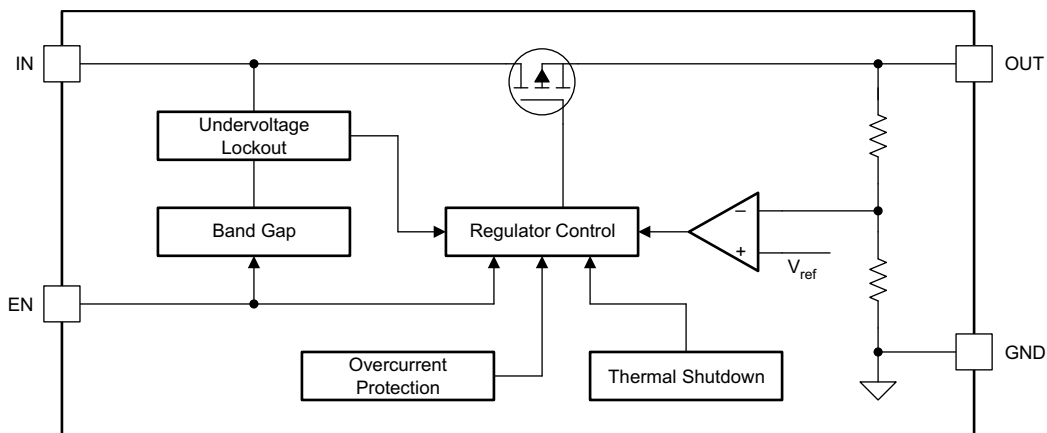 IN
OUT
Undervoltage
Lockout
Band Gap
Regulator Control
−
+
Vref
EN
Overcurrent
Protection
Thermal Shutdown
GND